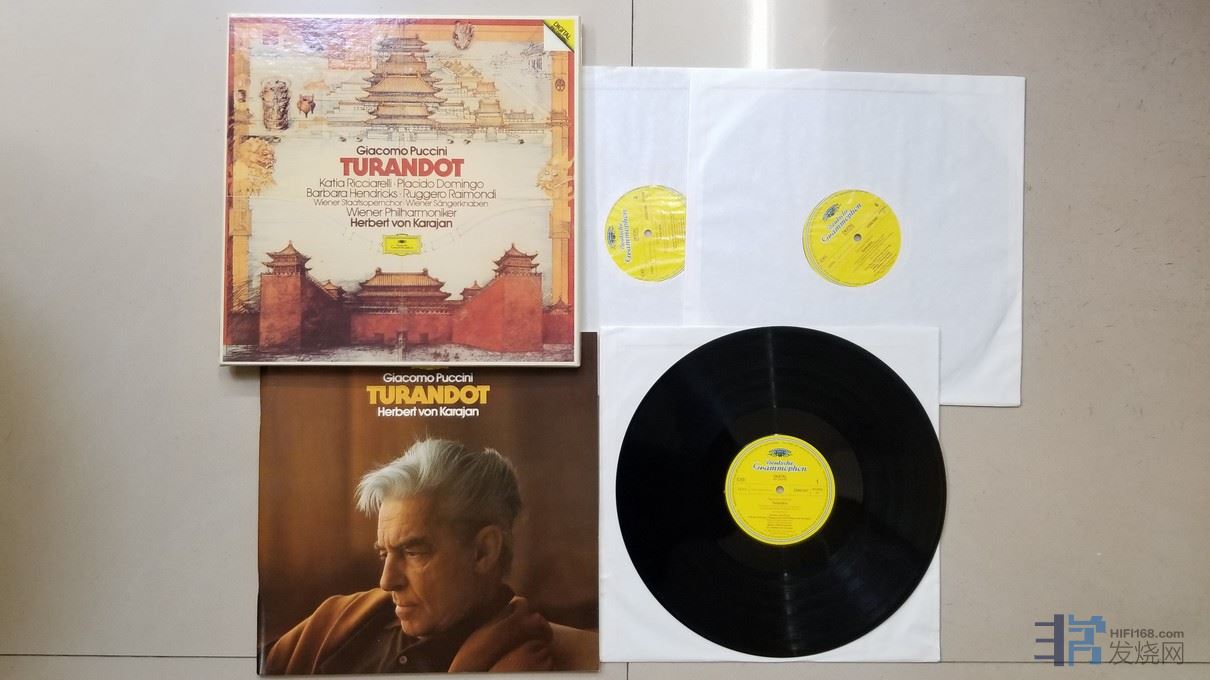 DIGITAL
Giacomo Puccini
TURANDOT
Katia Ricciarelli · Placido Domingo
Barbara Hendricks · Ruggero Raimondi
Wiener Staatsopernchor · Wiener Sängerknaben
Wiener Philharmoniker
Herbert von Karajan
Giacomo Puccini
TURANDOT
Herbert von Karajan
Deutsche
Grammophon
Deutsche
Grammophon
Deutsche
Grammophon
1
HIFI168.com
发烧网